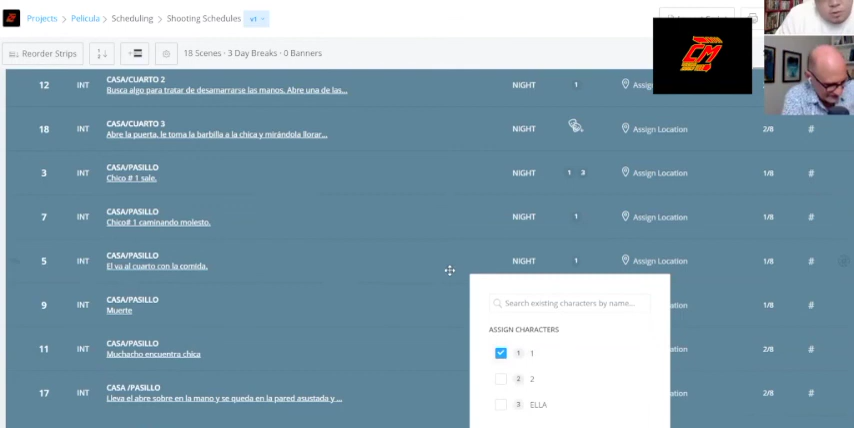 Projects > Película > Scheduling > Shooting Schedules v1
Reorder Strips 18 Scenes · 3 Day Breaks · 0 Banners
CM
12 INT CASA/CUARTO 2 NIGHT 1 Assig
Busca algo para tratar de desamarrarse las manos. Abre una de las...
18 INT CASA/CUARTO 3 NIGHT Assign Location 2/8 #
Abre la puerta, le toma la barbilla a la chica y mirándola llorar...
3 INT CASA/PASILLO NIGHT 1 3 Assign Location 1/8 #
Chico # 1 sale.
7 INT CASA/PASILLO NIGHT 1 Assign Location 1/8 #
Chico# 1 caminando molesto.
5 INT CASA/PASILLO NIGHT 1 Assign Location 1/8 #
El va al cuarto con la comida.
9 INT CASA/PASILLO ation 1/8 #
Muerte
11 INT CASA/PASILLO ation 2/8 #
Muchacho encuentra chica
17 INT CASA /PASILLO ation 2/8 #
Lleva el abre sobre en la mano y se queda en la pared asustada y ...
Search existing characters by name...
ASSIGN CHARACTERS
1 1
2 2
3 ELLA